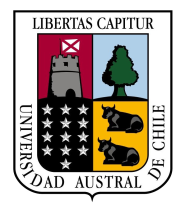 LIBERTAS CAPITUR
UNIVERSIDAD AUSTRAL DE CHILE